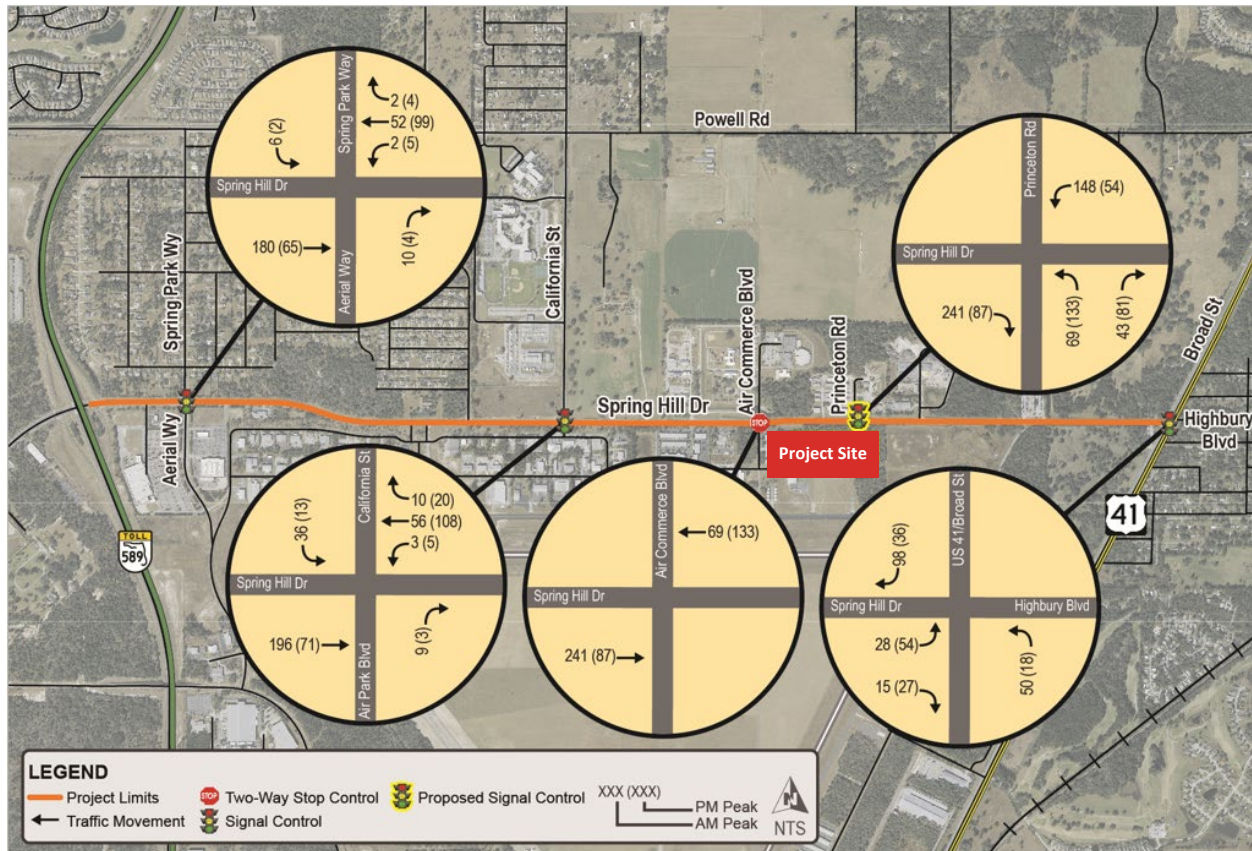 Powell Rd
Spring Park Wy
Aerial Wy
California St
Spring Hill Dr
Air Commerce Blvd
Princeton Rd
Broad St
Highbury
Blvd
Project Site
TOLL
589
41
STOP
Spring Park Way
2 (4)
52 (99)
2 (5)
6 (2)
Spring Hill Dr
180 (65)
10 (4)
Aerial Way
Princeton Rd
148 (54)
Spring Hill Dr
241 (87)
69 (133)
43 (81)
California St
10 (20)
56 (108)
3 (5)
36 (13)
Spring Hill Dr
196 (71)
9 (3)
Air Park Blvd
Air Commerce Blvd
69 (133)
Spring Hill Dr
241 (87)
US 41/Broad St
98 (36)
Spring Hill Dr
Highbury Blvd
28 (54)
15 (27)
50 (18)
LEGEND
Project Limits
Traffic Movement
STOP
Two-Way Stop Control
Signal Control
Proposed Signal Control
XXX (XXX)
PM Peak
AM Peak
N
NTS